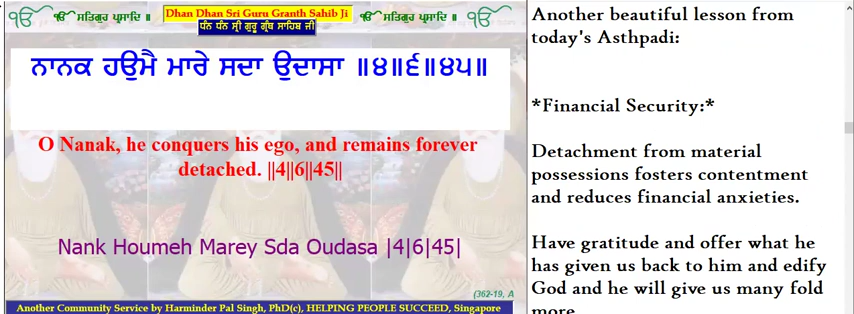 ੴ ੴ ਸਤਿਗੁਰ ਪ੍ਰਸਾਦਿ ॥
Dhan Dhan Sri Guru Granth Sahib Ji
ਧੰਨ ਧੰਨ ਸ੍ਰੀ ਗੁਰੂ ਗ੍ਰੰਥ ਸਾਹਿਬ ਜੀ
ੴ ਸਤਿਗੁਰ ਪ੍ਰਸਾਦਿ ॥ ੴ
ਨਾਨਕ ਹਉਮੈ ਮਾਰੇ ਸਦਾ ਉਦਾਸਾ ॥੪॥੬॥੪੫॥
O Nanak, he conquers his ego, and remains forever
detached. ||4||6||45||
Nank Houmeh Marey Sda Oudasa |4|6|45|
(362-19, A
Another Community Service by Harminder Pal Singh, PhD(c), HELPING PEOPLE SUCCEED, Singapore
Another beautiful lesson from
today's Asthpadi:
*Financial Security:*
Detachment from material
possessions fosters contentment
and reduces financial anxieties.
Have gratitude and offer what he
has given us back to him and edify
God and he will give us many fold
more